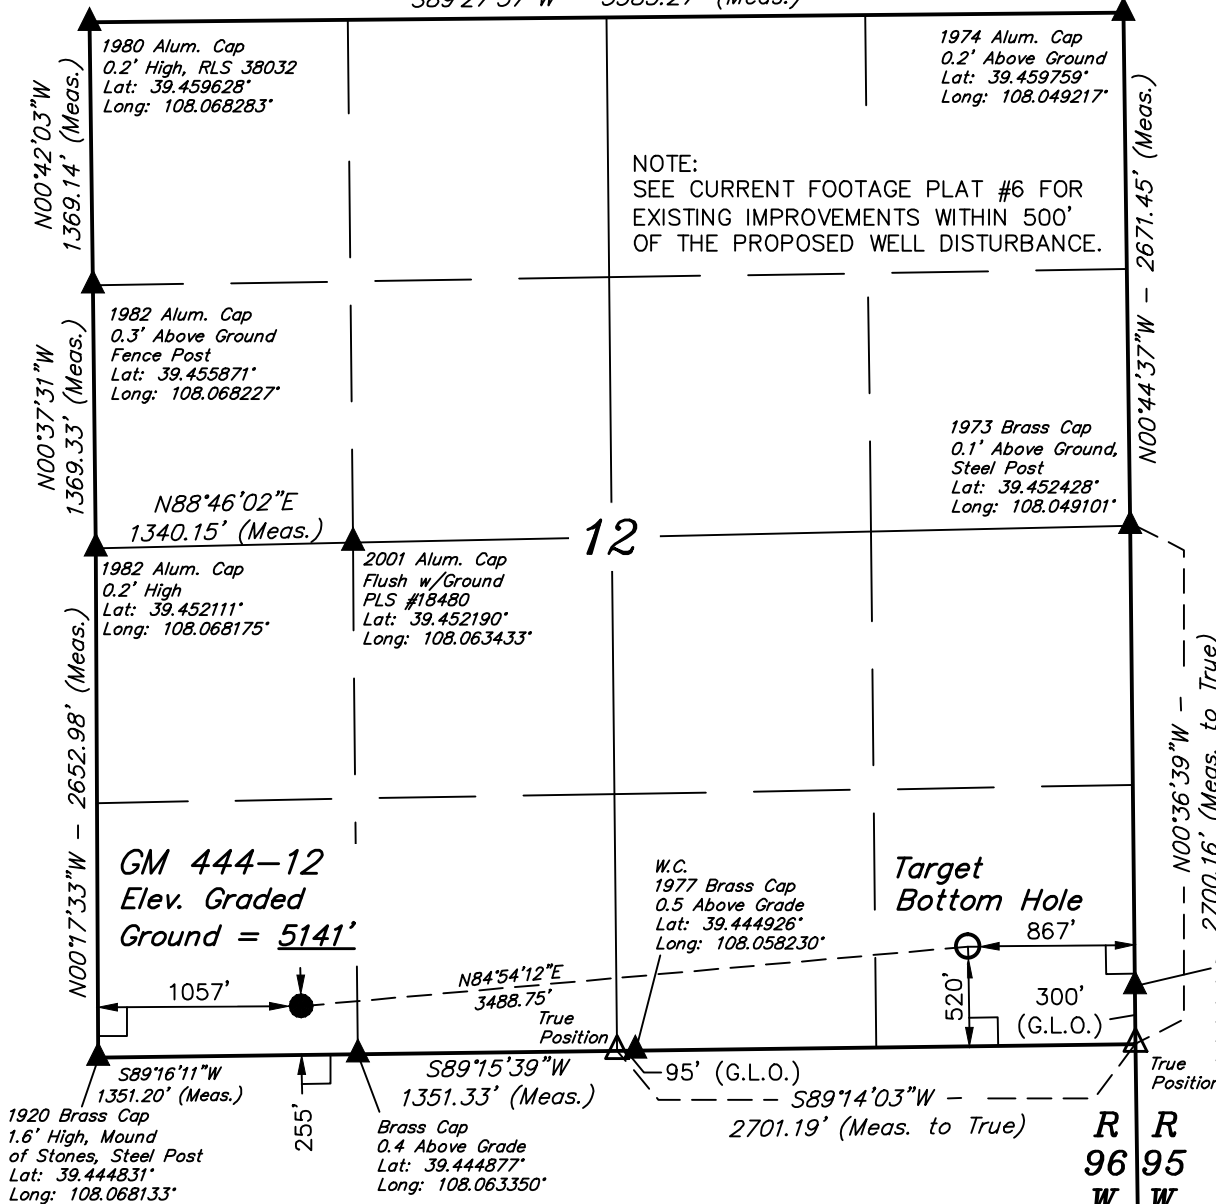 1980 Alum. Cap
0.2' High, RLS 38032
Lat: 39.459628°
Long: 108.068283°
1974 Alum. Cap
0.2' Above Ground
Lat: 39.459759°
Long: 108.049217°
N00°42'03"W
1369.14' (Meas.)
NOTE:
SEE CURRENT FOOTAGE PLAT #6 FOR
EXISTING IMPROVEMENTS WITHIN 500'
OF THE PROPOSED WELL DISTURBANCE.
N00°44'37"W - 2671.45' (Meas.)
1982 Alum. Cap
0.3' Above Ground
Fence Post
Lat: 39.455871°
Long: 108.068227°
N00°37'31"W
1369.33' (Meas.)
1973 Brass Cap
0.1' Above Ground,
Steel Post
Lat: 39.452428°
Long: 108.049101°
N88°46'02"E
1340.15' (Meas.)
12
1982 Alum. Cap
0.2' High
Lat: 39.452111°
Long: 108.068175°
2001 Alum. Cap
Flush w/Ground
PLS #18480
Lat: 39.452190°
Long: 108.063433°
N00°17'33"W - 2652.98' (Meas.)
N00°36'39"W -
2700.16' (Meas. to True)
GM 444-12
Elev. Graded
Ground = 5141'
W.C.
1977 Brass Cap
0.5 Above Grade
Lat: 39.444926°
Long: 108.058230°
Target
Bottom Hole
867'
520'
300'
(G.L.O.)
1057'
N84°54'12"E
3488.75'
True
Position
S89°16'11"W
1351.20' (Meas.)
255'
S89°15'39"W
1351.33' (Meas.)
95' (G.L.O.)
S89°14'03"W
2701.19' (Meas. to True)
True
Position
1920 Brass Cap
1.6' High, Mound
of Stones, Steel Post
Lat: 39.444831°
Long: 108.068133°
Brass Cap
0.4 Above Grade
Lat: 39.444877°
Long: 108.063350°
R R
96 95
W W